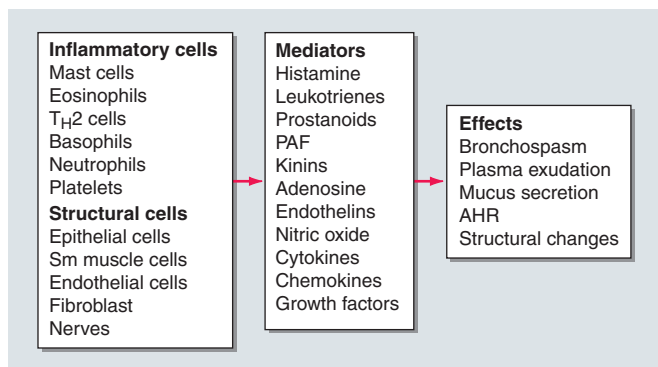 Inflammatory cells
Mast cells
Eosinophils
TH2 cells
Basophils
Neutrophils
Platelets
Structural cells
Epithelial cells
Sm muscle cells
Endothelial cells
Fibroblast
Nerves
Mediators
Histamine
Leukotrienes
Prostanoids
PAF
Kinins
Adenosine
Endothelins
Nitric oxide
Cytokines
Chemokines
Growth factors
Effects
Bronchospasm
Plasma exudation
Mucus secretion
AHR
Structural changes